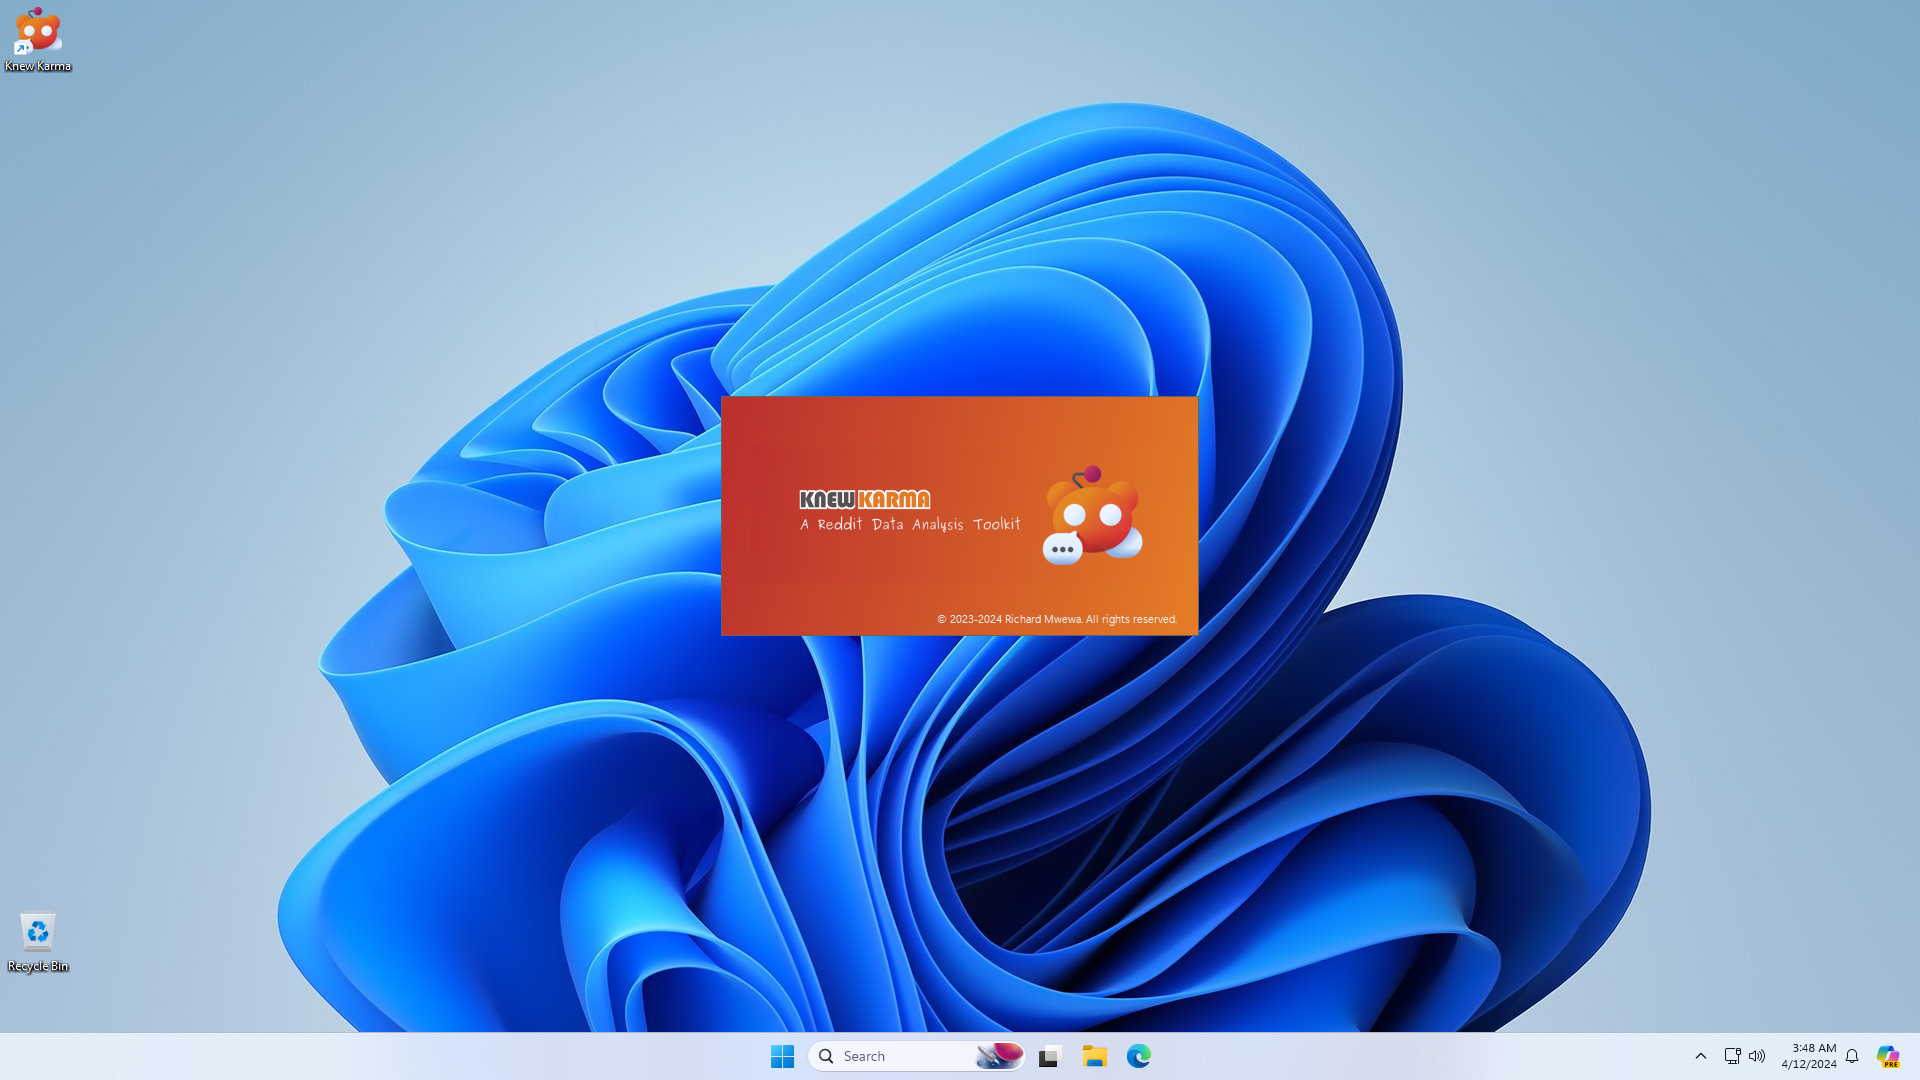 Knew Karma
KNEW KARMA
A Reddit Data Analysis Toolkit
© 2023-2024 Richard Mwewa. All rights reserved.
Recycle Bin
Search
3:48 AM
4/12/2024
PRE